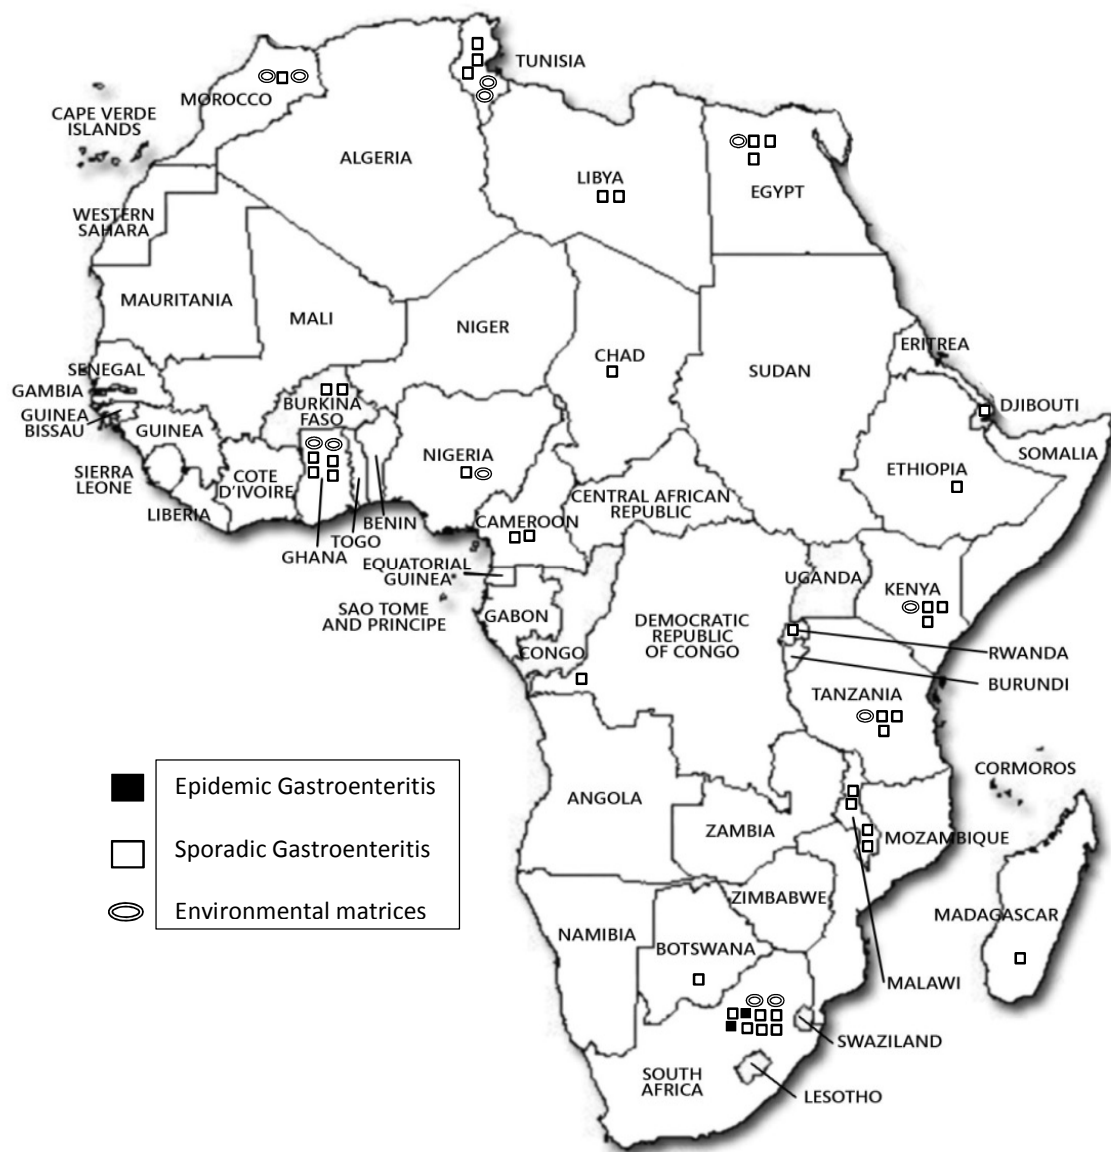 TUNISIA
MOROCCO
CAPE VERDE
ISLANDS
ALGERIA
LIBYA
EGYPT
WESTERN
SAHARA
MAURITANIA
MALI
NIGER
CHAD
SUDAN
ERITREA
SENEGAL
GAMBIA
GUINEA
BISSAU
GUINEA
BURKINA
FASO
DJIBOUTI
SOMALIA
NIGERIA
ETHIOPIA
SIERRA
LEONE
COTE
D'IVOIRE
LIBERIA
CENTRAL AFRICAN
REPUBLIC
CAMEROON
BENIN
TOGO
GHANA
EQUATORIAL
GUINEA
UGANDA
KENYA
SAO TOME
AND PRINCIPE
GABON
CONGO
DEMOCRATIC
REPUBLIC
OF CONGO
RWANDA
BURUNDI
TANZANIA
CORMOROS
ANGOLA
ZAMBIA
MOZAMBIQUE
ZIMBABWE
MADAGASCAR
NAMIBIA
BOTSWANA
MALAWI
SWAZILAND
SOUTH
AFRICA
LESOTHO
Epidemic Gastroenteritis
Sporadic Gastroenteritis
Environmental matrices